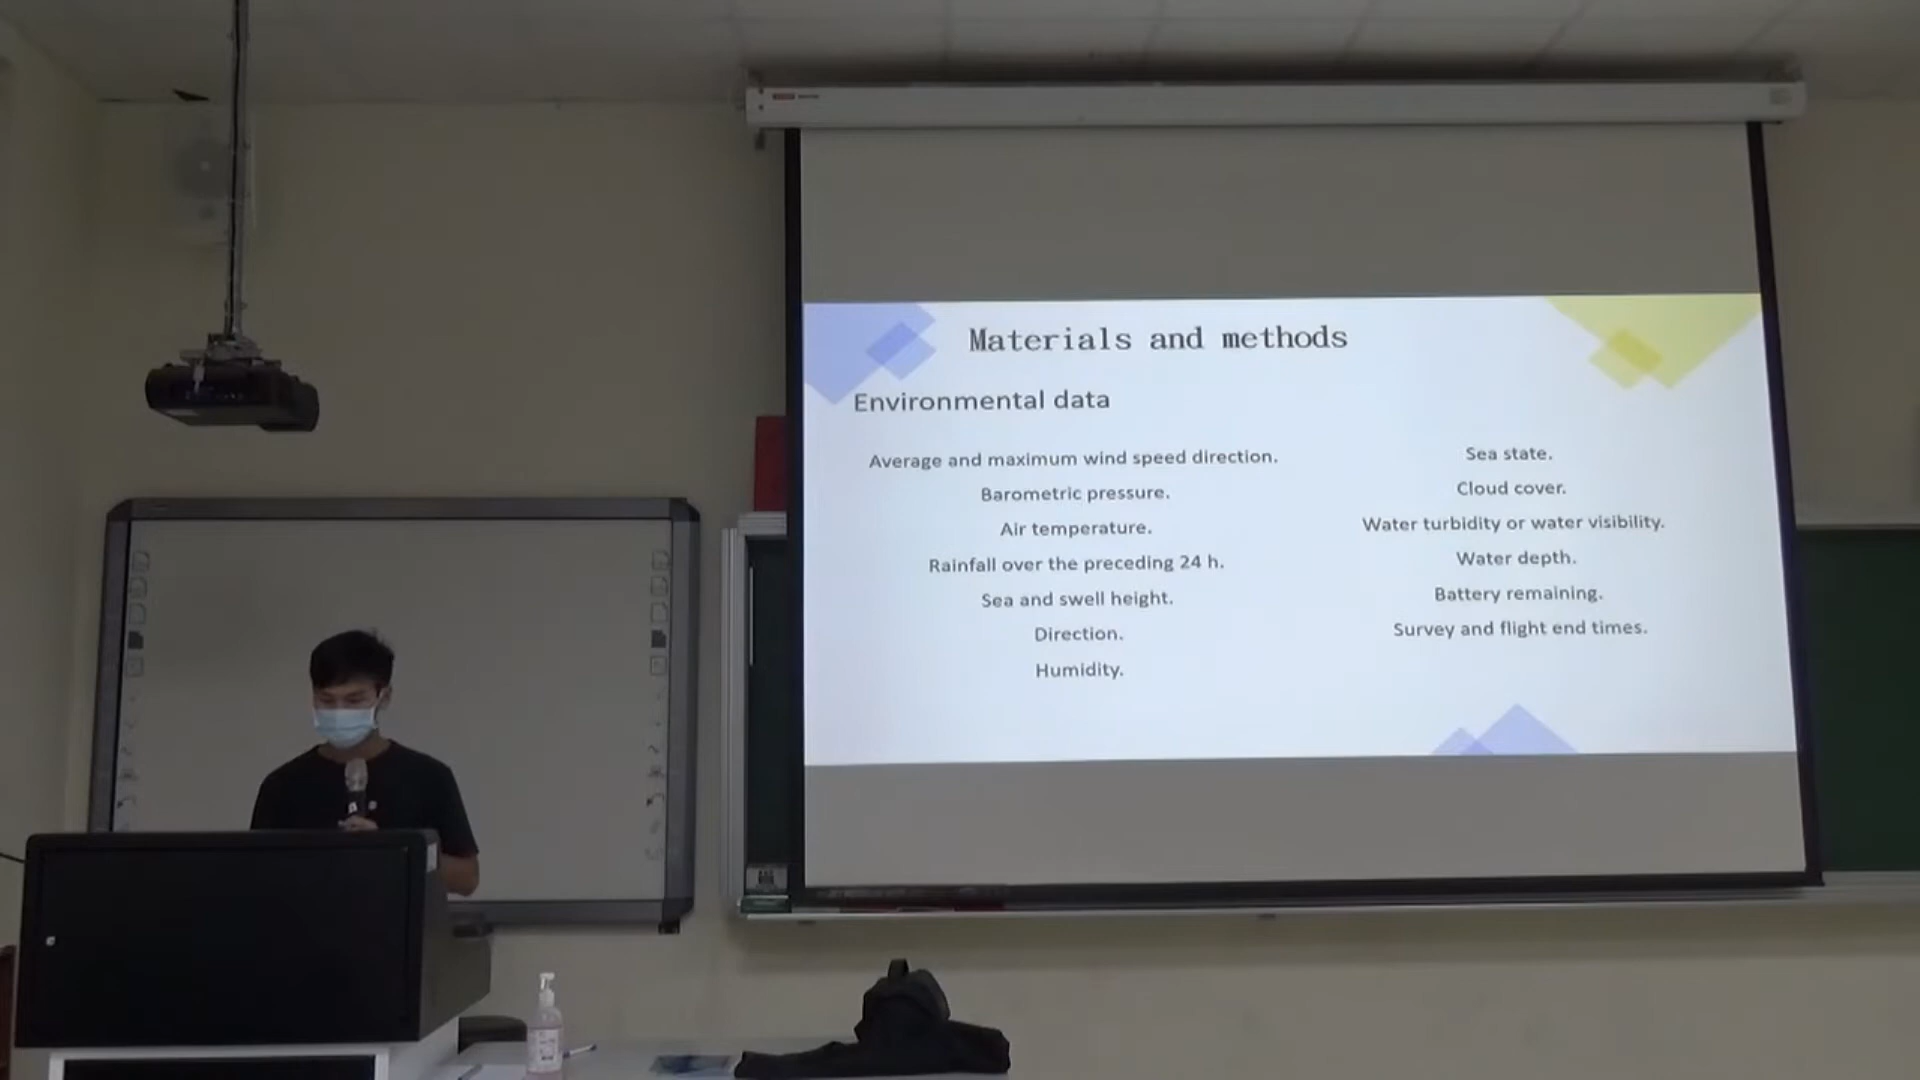 Materials and methods
Environmental data
Average and maximum wind speed direction.
Barometric pressure.
Air temperature.
Rainfall over the preceding 24 h.
Sea and swell height.
Direction.
Humidity.
Sea state.
Cloud cover.
Water turbidity or water visibility.
Water depth.
Battery remaining.
Survey and flight end times.